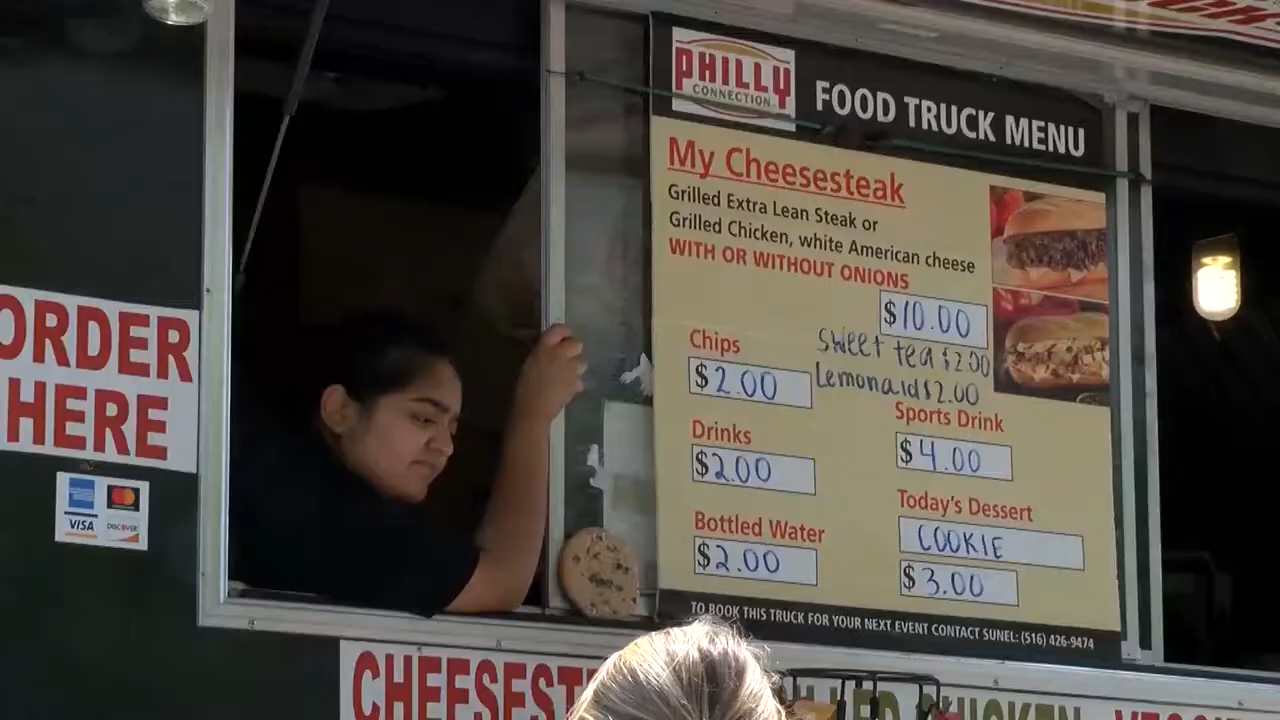 PHILLY
CONNECTION
FOOD TRUCK MENU
My Cheesesteak
Grilled Extra Lean Steak or
Grilled Chicken, white American cheese
WITH OR WITHOUT ONIONS
$10.00
sweet tea $2.00
Lemonaid $2.00
Chips
$2.00
Sports Drink
$4.00
Drinks
$2.00
Today's Dessert
COOKIE
$3.00
Bottled Water
$2.00
TO BOOK THIS TRUCK FOR YOUR NEXT EVENT CONTACT SUNEL: (516) 426-9474
ORDER
HERE
VISA
DISCOVER
CHEESEST
CHICKEN